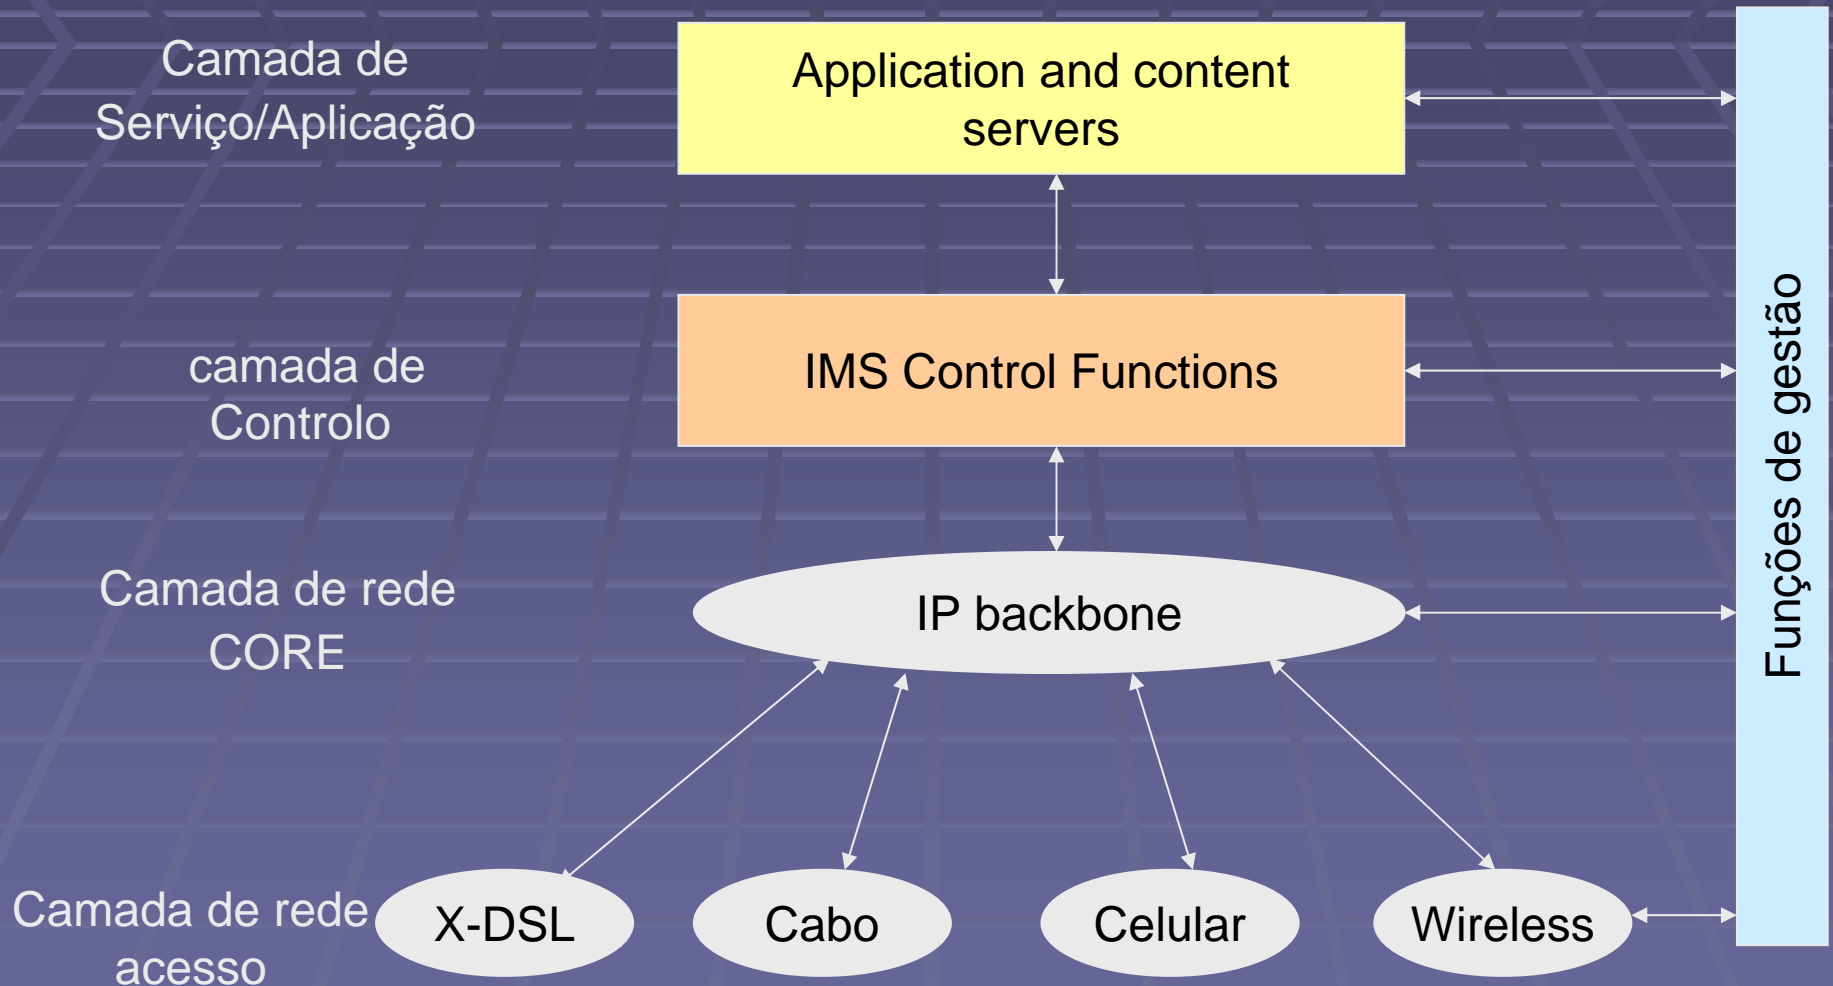 Camada de
Serviço/Aplicação
Application and content
servers
camada de
Controlo
IMS Control Functions
Camada de rede
CORE
IP backbone
Camada de rede
acesso
X-DSL
Cabo
Celular
Wireless
Funções de gestão